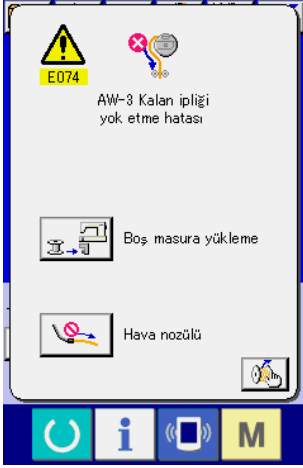 E074
AW-3 Kalan ipliği
yok etme hatası
Boş masura yükleme
Hava nozülü
i
M